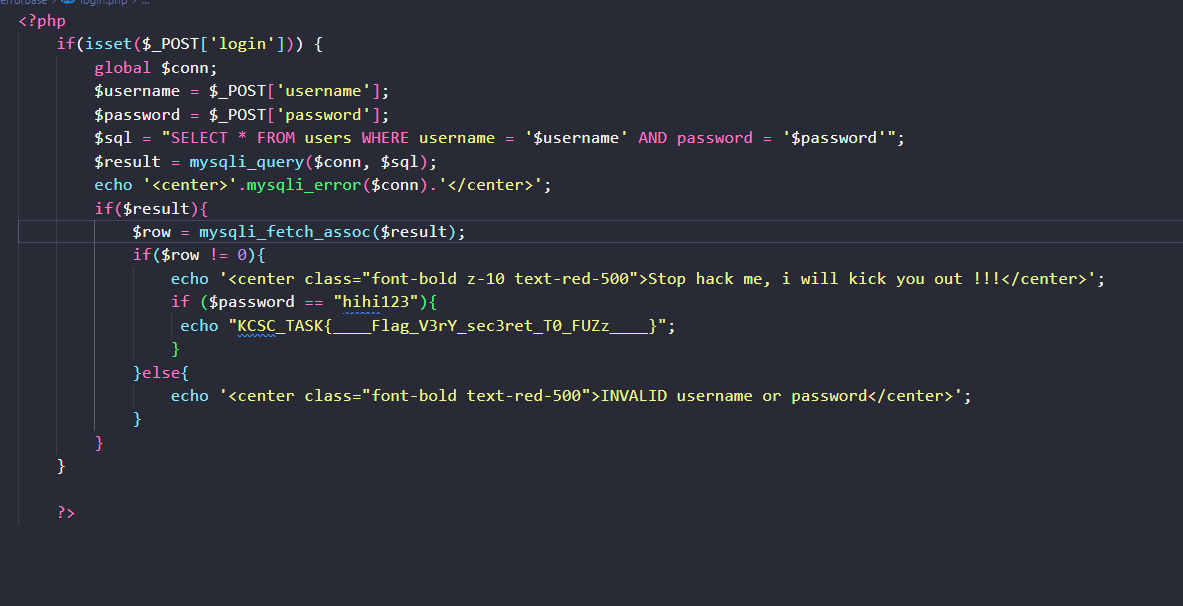 errorbase > login.php > ...
<?php
if(isset($_POST['login'])) {
global $conn;
$username = $_POST['username'];
$password = $_POST['password'];
$sql = "SELECT * FROM users WHERE username = '$username' AND password = '$password'";
$result = mysqli_query($conn, $sql);
echo '<center>'.mysqli_error($conn).'</center>';
if($result){
$row = mysqli_fetch_assoc($result);
if($row != 0){
echo '<center class="font-bold z-10 text-red-500">Stop hack me, i will kick you out !!!</center>';
if ($password == "hihi123"){
echo "KCSC_TASK{____Flag_V3rY_sec3ret_T0_FUZz____}";
}
}else{
echo '<center class="font-bold text-red-500">INVALID username or password</center>';
}
}
}
?>